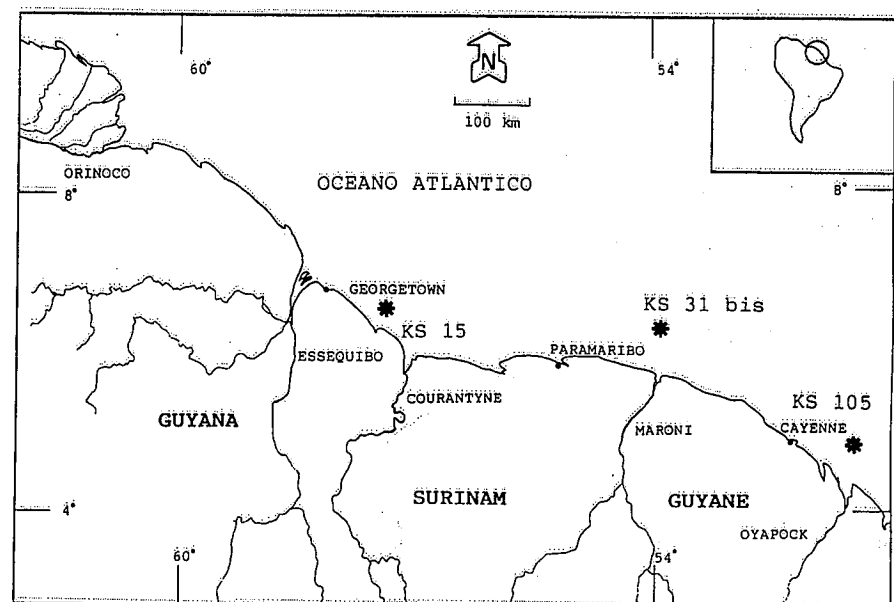 60°
54°
N
100 km
ORINOCO
OCEANO ATLANTICO
8°
8°
GEORGETOWN
KS 31 bis
KS 15
PARAMARIBO
ESSEQUIBO
COURANTYNE
KS 105
CAYENNE
GUYANA
MARONI
SURINAM
GUYANE
4°
OYAPOCK
60°
54°